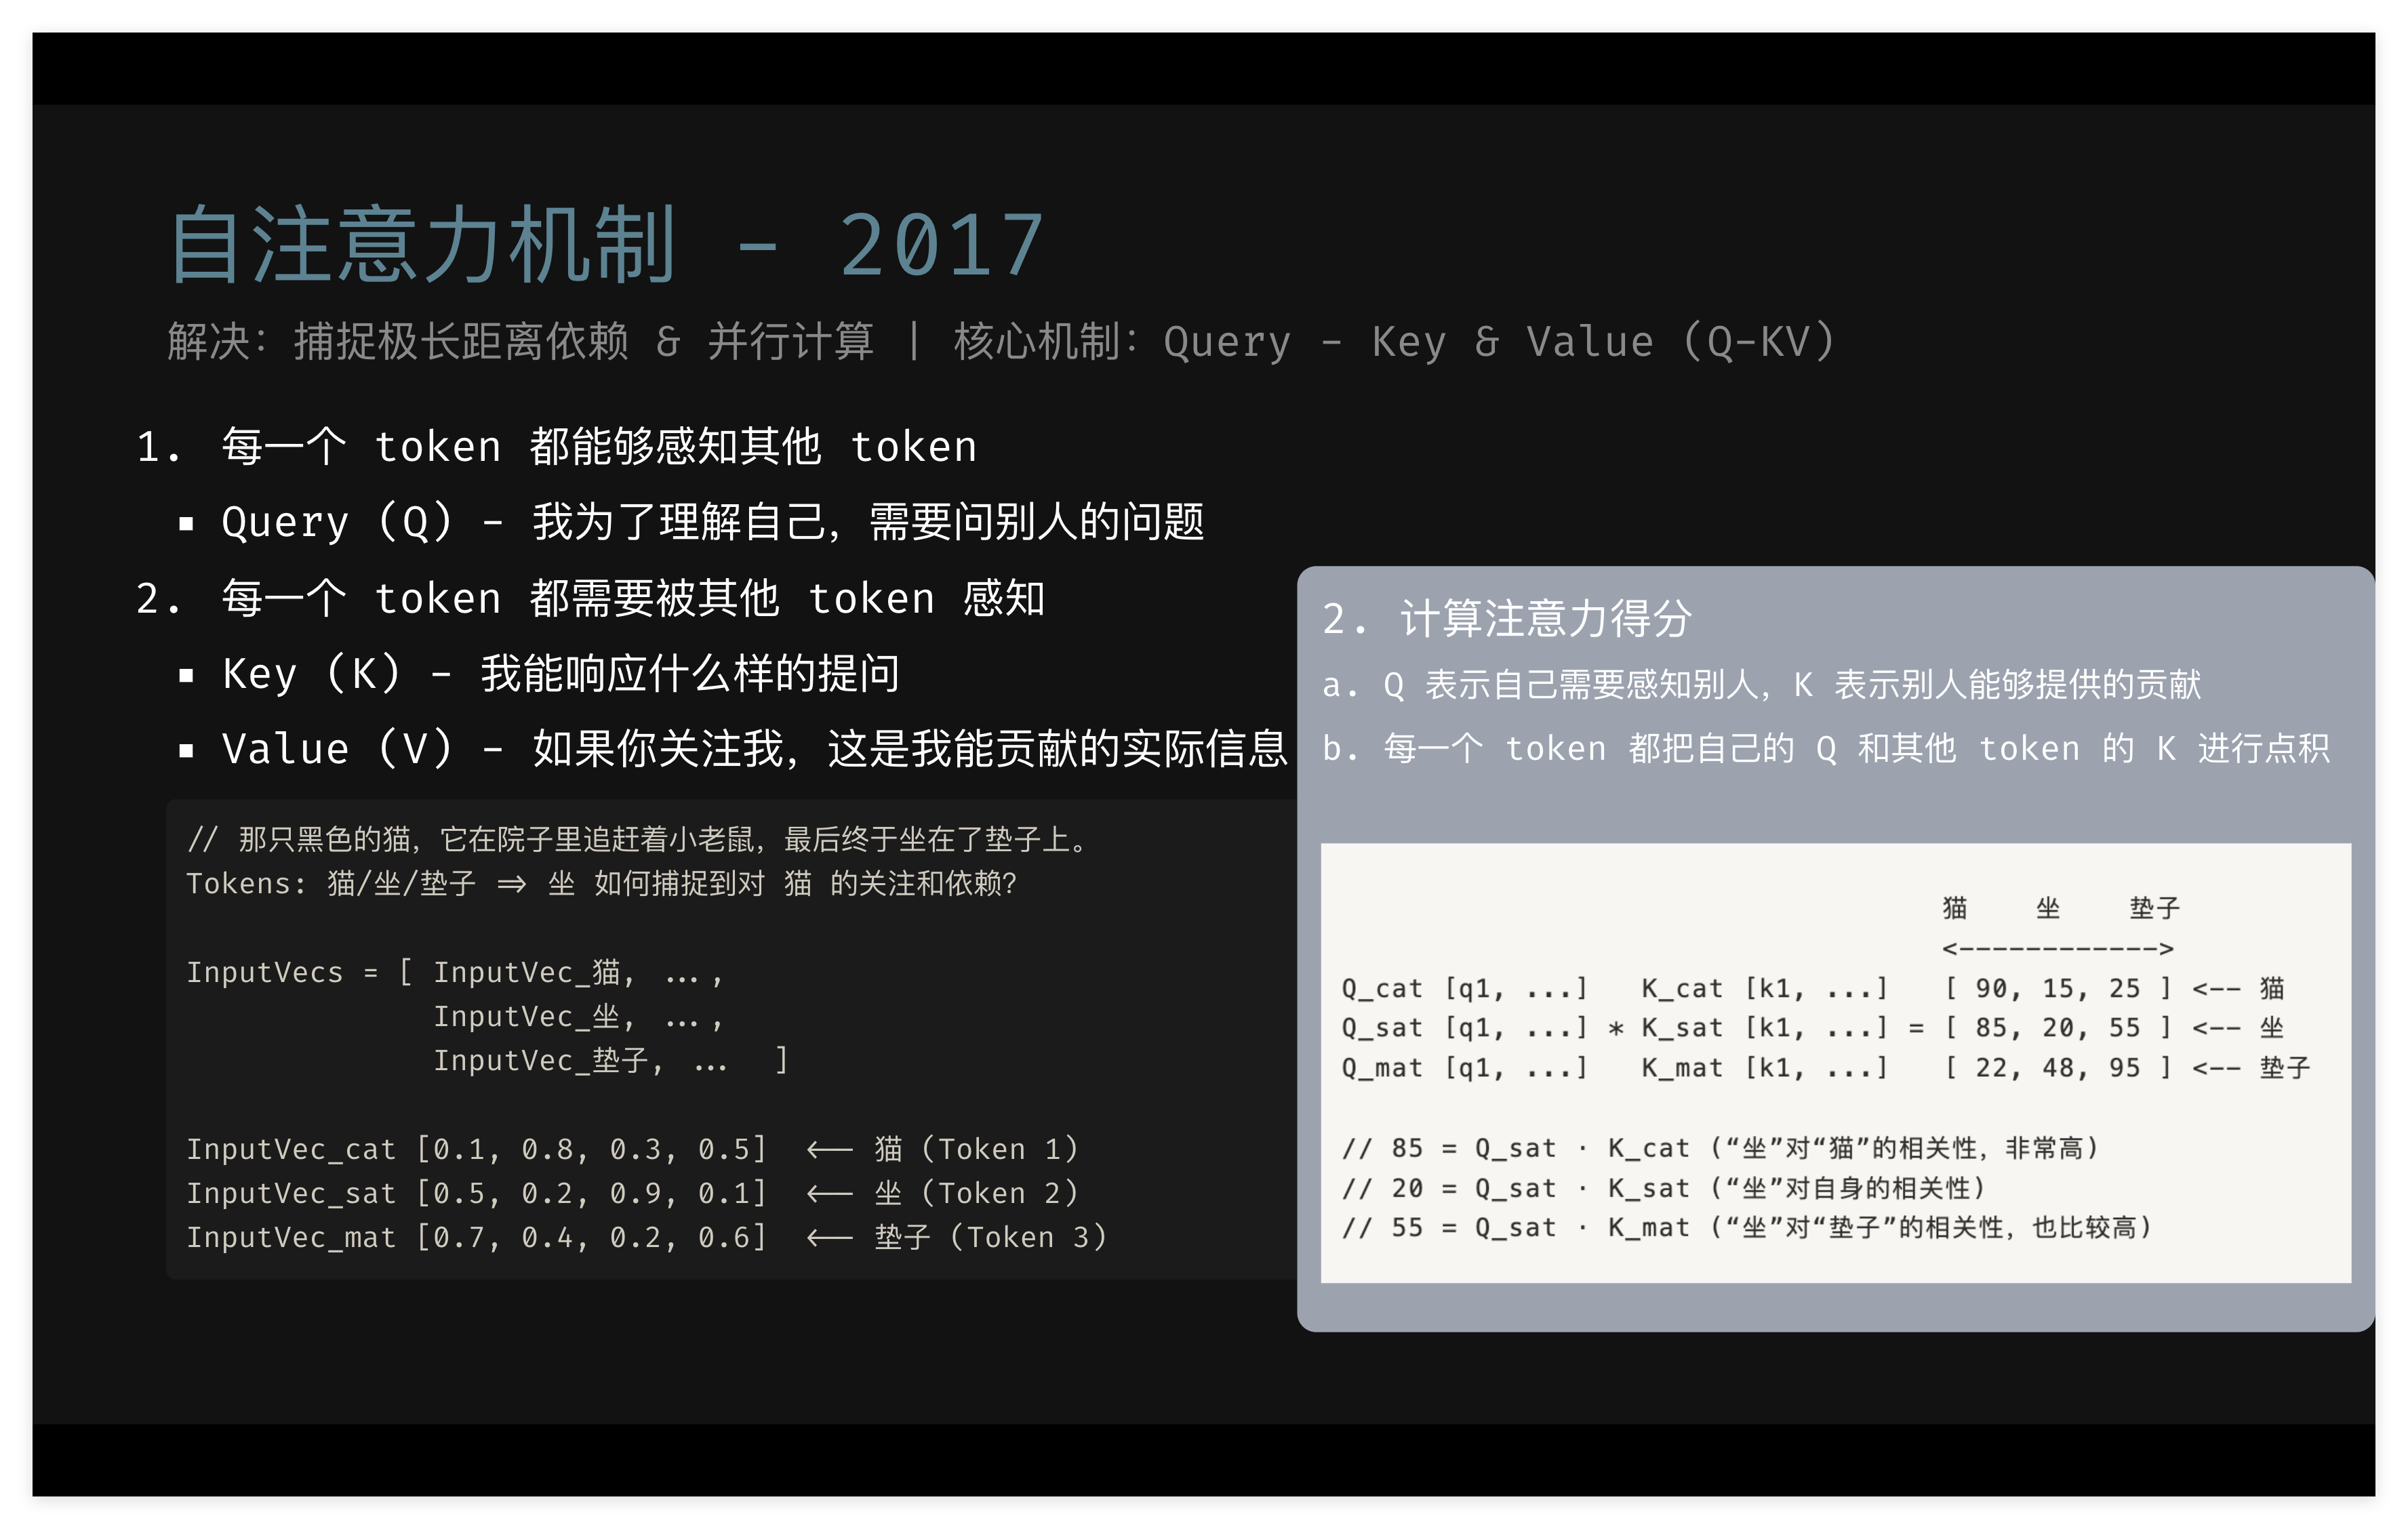 自注意力机制 - 2017
解决：捕捉极长距离依赖 & 并行计算 | 核心机制：Query - Key & Value (Q-KV)
1. 每一个 token 都能够感知其他 token
▪ Query (Q) - 我为了理解自己，需要问别人的问题
2. 每一个 token 都需要被其他 token 感知
▪ Key (K) - 我能响应什么样的提问
▪ Value (V) - 如果你关注我，这是我能贡献的实际信息
// 那只黑色的猫，它在院子里追赶着小老鼠，最后终于坐在了垫子上。
Tokens: 猫/坐/垫子 => 坐 如何捕捉到对 猫 的关注和依赖？
InputVecs = [ InputVec_猫, ...,
InputVec_坐, ...,
InputVec_垫子, ... ]
InputVec_cat [0.1, 0.8, 0.3, 0.5] <-- 猫 (Token 1)
InputVec_sat [0.5, 0.2, 0.9, 0.1] <-- 坐 (Token 2)
InputVec_mat [0.7, 0.4, 0.2, 0.6] <-- 垫子 (Token 3)
2. 计算注意力得分
a. Q 表示自己需要感知别人，K 表示别人能够提供的贡献
b. 每一个 token 都把自己的 Q 和其他 token 的 K 进行点积
猫 坐 垫子
<------------>
Q_cat [q1, ...] K_cat [k1, ...] [ 90, 15, 25 ] <-- 猫
Q_sat [q1, ...] * K_sat [k1, ...] = [ 85, 20, 55 ] <-- 坐
Q_mat [q1, ...] K_mat [k1, ...] [ 22, 48, 95 ] <-- 垫子
// 85 = Q_sat · K_cat (“坐”对“猫”的相关性，非常高)
// 20 = Q_sat · K_sat (“坐”对自身的相关性)
// 55 = Q_sat · K_mat (“坐”对“垫子”的相关性，也比较高)